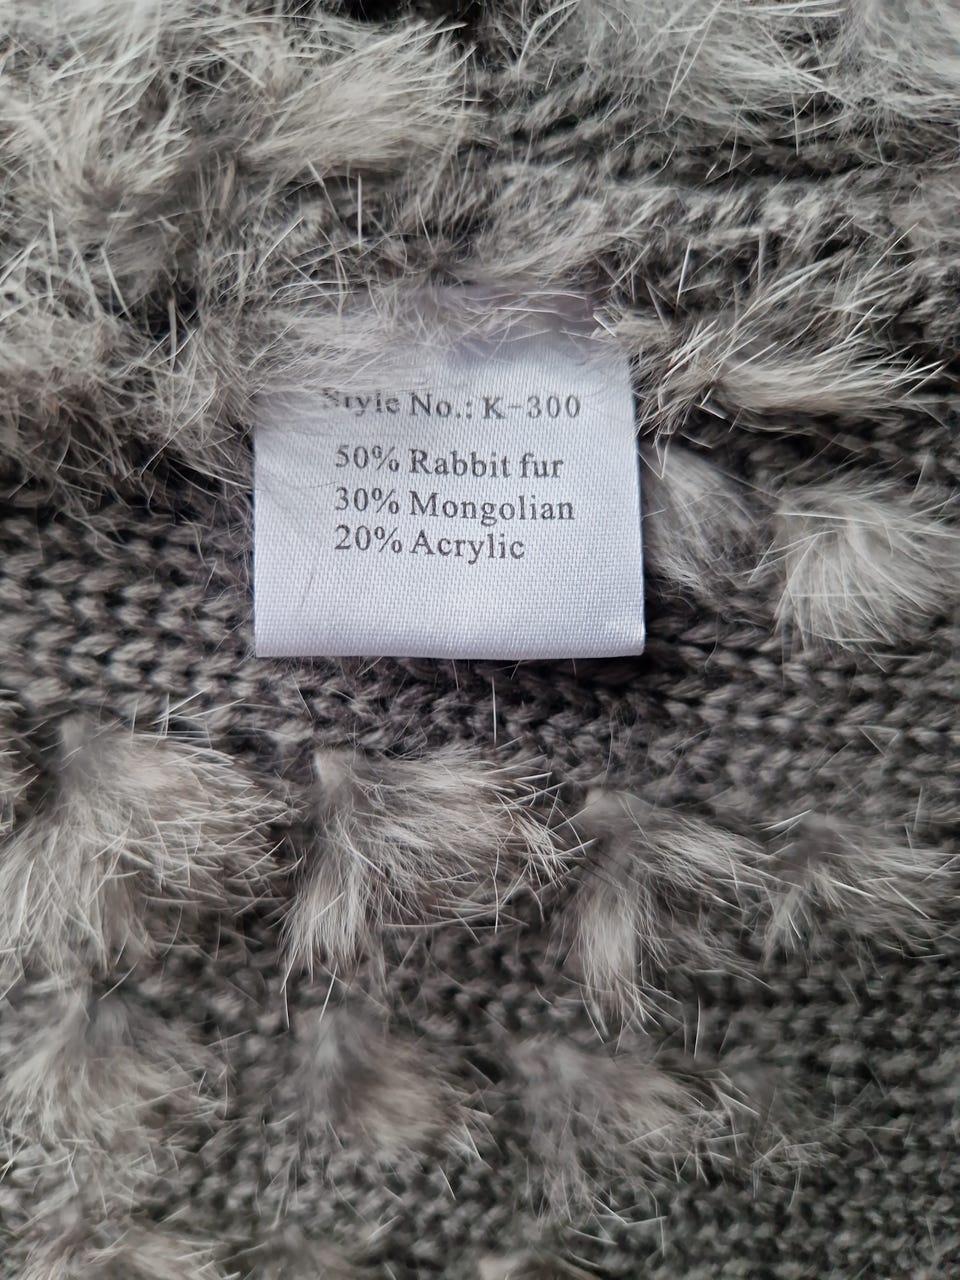 Style No.: K-300
50% Rabbit fur
30% Mongolian
20% Acrylic